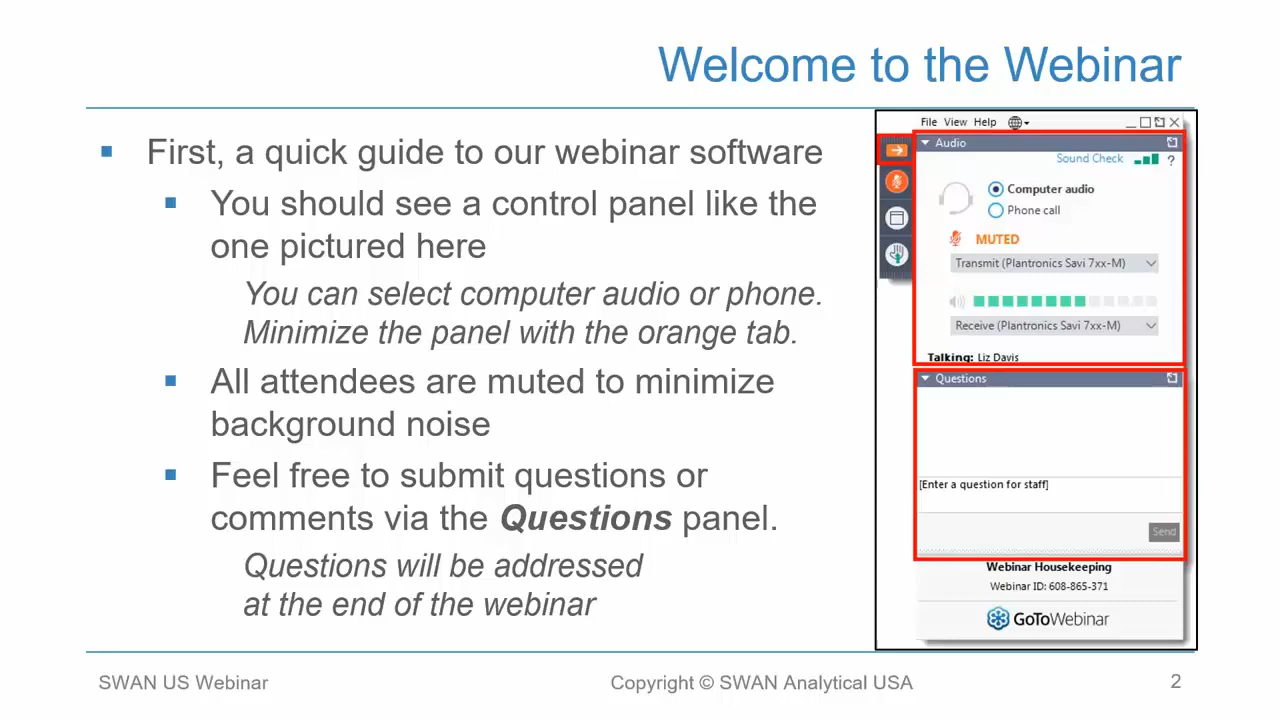 Welcome to the Webinar
First, a quick guide to our webinar software
You should see a control panel like the
one pictured here
You can select computer audio or phone.
Minimize the panel with the orange tab.
All attendees are muted to minimize
background noise
Feel free to submit questions or
comments via the Questions panel.
Questions will be addressed
at the end of the webinar
File View Help
Audio
Sound Check ?
Computer audio
Phone call
MUTED
Transmit (Plantronics Savi 7xx-M)
Receive (Plantronics Savi 7xx-M)
Talking: Liz Davis
Questions
[Enter a question for staff]
Send
Webinar Housekeeping
Webinar ID: 608-865-371
GoToWebinar
SWAN US Webinar
Copyright © SWAN Analytical USA
2